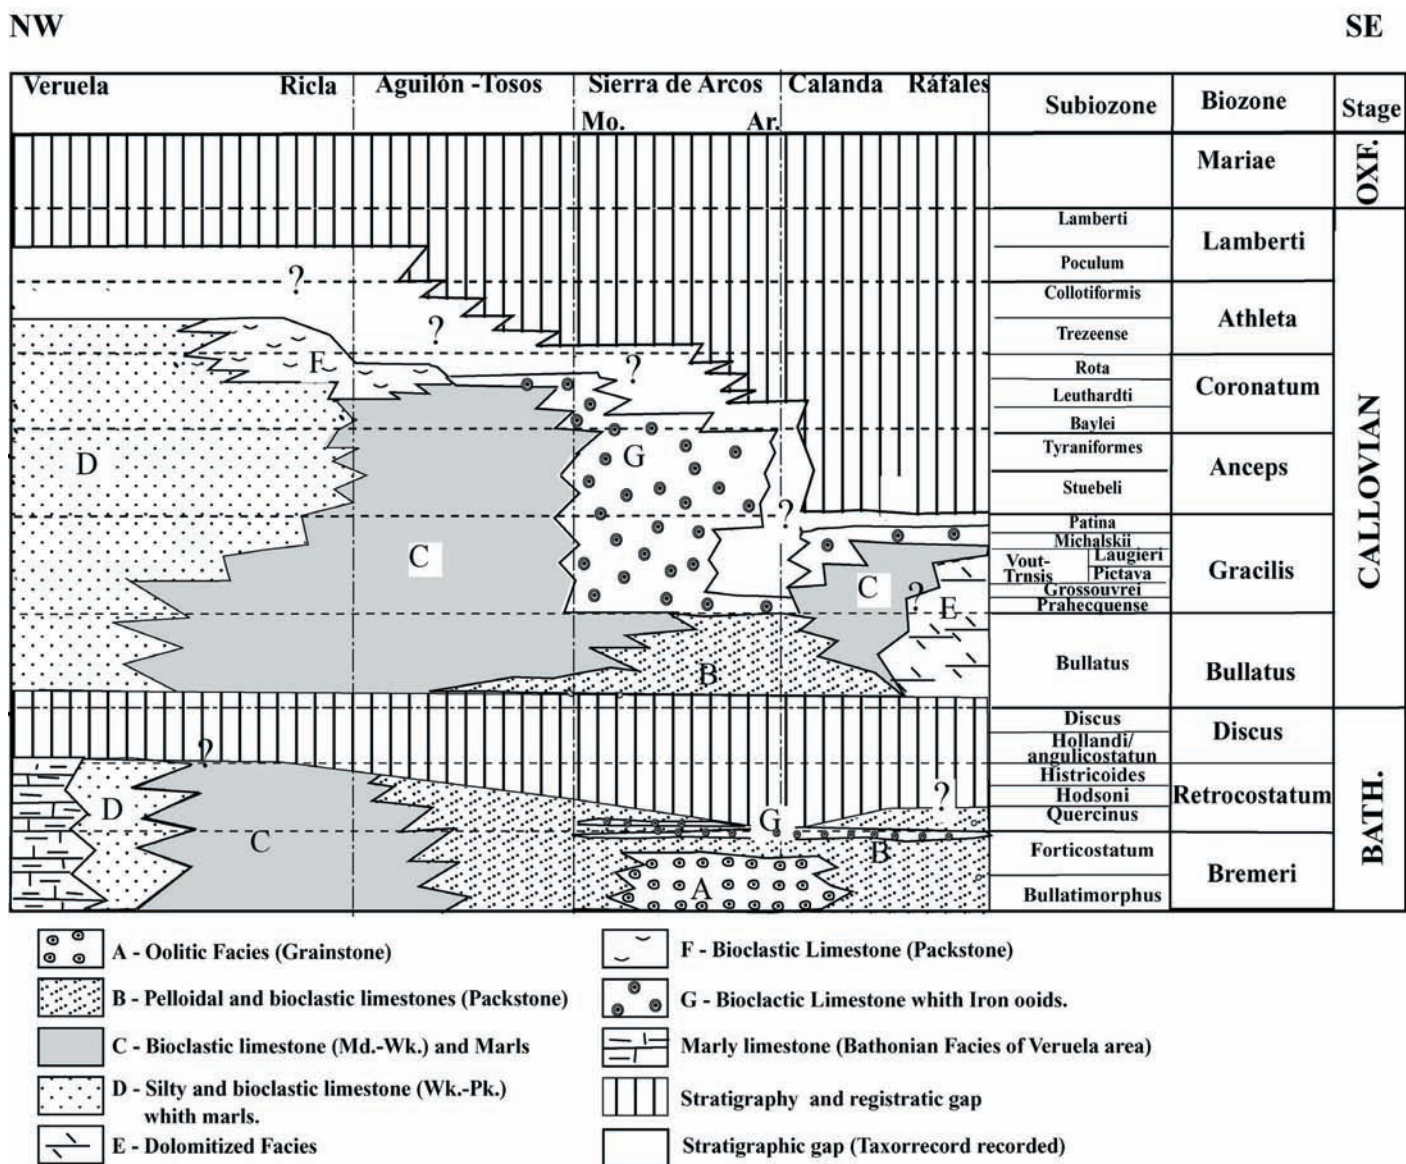 NW
SE
Veruela
Ricla
Aguilón -Tosos
Sierra de Arcos
Calanda
Ráfales
Mo.
Ar.
Subiozone
Biozone
Stage
Mariae
OXF.
Lamberti
Lamberti
Poculum
Collotiformis
Athleta
Trezeense
Rota
Coronatum
Leuthardti
Baylei
Tyraniformes
Anceps
Stuebeli
Patina
Michalskii
Vout-
Trnsis
Laugieri
Pictava
Gracilis
Grossouvrei
Prahecquense
Bullatus
Bullatus
CALLOVIAN
Discus
Discus
Hollandi/
angulicostatun
Histricoides
Hodsoni
Retrocostatum
Quercinus
Forticostatum
Bremeri
Bullatimorphus
BATH.
?
?
F
?
?
D
G
?
C
C
?
E
B
?
D
C
G
?
B
A
A - Oolitic Facies (Grainstone)
B - Pelloidal and bioclastic limestones (Packstone)
C - Bioclastic limestone (Md.-Wk.) and Marls
D - Silty and bioclastic limestone (Wk.-Pk.)
whith marls.
E - Dolomitized Facies
F - Bioclastic Limestone (Packstone)
G - Bioclactic Limestone whith Iron ooids.
Marly limestone (Bathonian Facies of Veruela area)
Stratigraphy and registratic gap
Stratigraphic gap (Taxorrecord recorded)